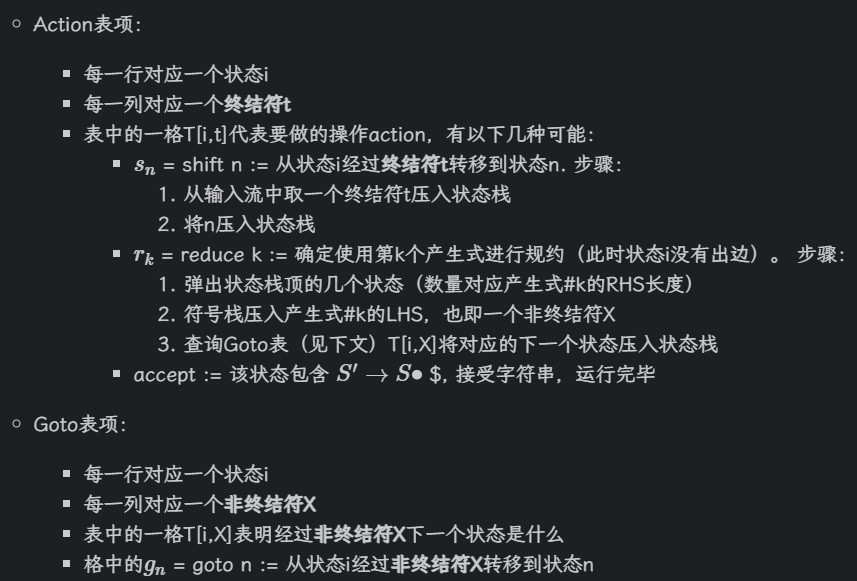 Action表项：
每一行对应一个状态i
每一列对应一个终结符t
表中的一格T[i,t]代表要做的操作action，有以下几种可能：
sₙ = shift n := 从状态i经过终结符t转移到状态n. 步骤：
1. 从输入流中取一个终结符t压入状态栈
2. 将n压入状态栈
rₖ = reduce k := 确定使用第k个产生式进行规约（此时状态i没有出边）。 步骤：
1. 弹出状态栈顶的几个状态（数量对应产生式#k的RHS长度）
2. 符号栈压入产生式#k的LHS，也即一个非终结符X
3. 查询Goto表（见下文）T[i,X]将对应的下一个状态压入状态栈
accept := 该状态包含 S′ → S• $, 接受字符串，运行完毕
Goto表项：
每一行对应一个状态i
每一列对应一个非终结符X
表中的一格T[i,X]表明经过非终结符X下一个状态是什么
格中的gₙ = goto n := 从状态i经过非终结符X转移到状态n